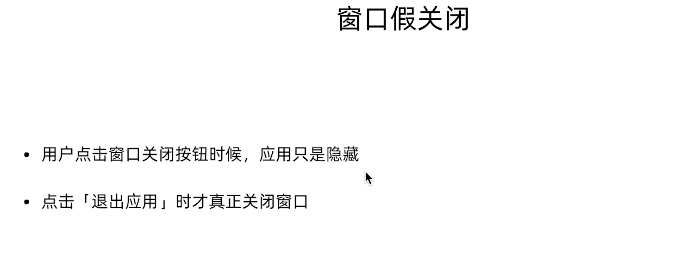 窗口假关闭
• 用户点击窗口关闭按钮时候，应用只是隐藏
• 点击「退出应用」时才真正关闭窗口